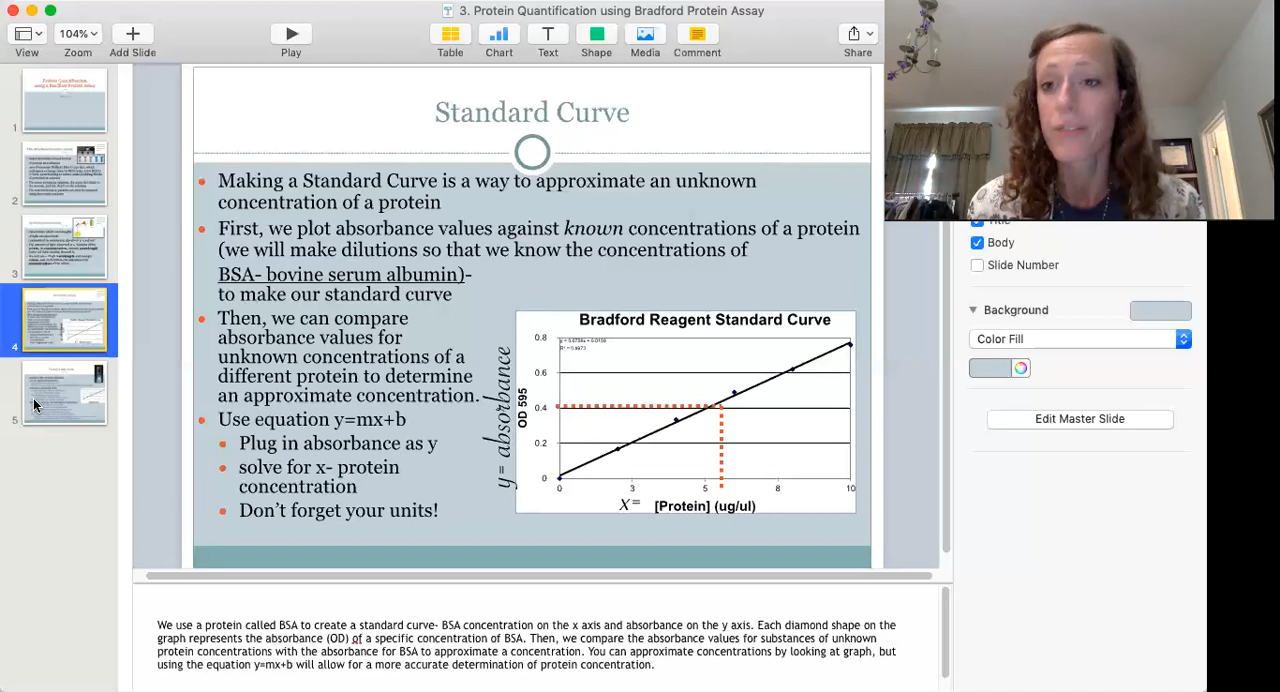 3. Protein Quantification using Bradford Protein Assay
104%
View
Zoom
Add Slide
Play
Table
Chart
Text
Shape
Media
Comment
Share
1
2
3
4
5
Standard Curve
Making a Standard Curve is a way to approximate an unknown
concentration of a protein
First, we plot absorbance values against known concentrations of a protein
(we will make dilutions so that we know the concentrations of
BSA- bovine serum albumin)-
to make our standard curve
Then, we can compare
absorbance values for
unknown concentrations of a
different protein to determine
an approximate concentration.
Use equation y=mx+b
Plug in absorbance as y
solve for x- protein
concentration
Don't forget your units!
Bradford Reagent Standard Curve
y = absorbance
OD 595
0.8
0.6
0.4
0.2
0
0
3
5
8
10
X=
[Protein] (ug/ul)
Title
Body
Slide Number
Background
Color Fill
Edit Master Slide
We use a protein called BSA to create a standard curve- BSA concentration on the x axis and absorbance on the y axis. Each diamond shape on the
graph represents the absorbance (OD) of a specific concentration of BSA. Then, we compare the absorbance values for substances of unknown
protein concentrations with the absorbance for BSA to approximate a concentration. You can approximate concentrations by looking at graph, but
using the equation y=mx+b will allow for a more accurate determination of protein concentration.